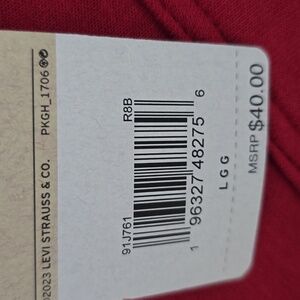 ©2023 LEVI STRAUSS & CO. PKGH_1706
91J761 R8B
1 96327 48275 6
L G G
MSRP $40.00